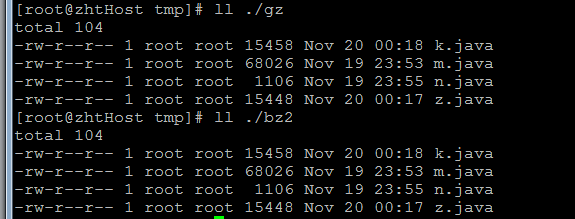 [root@zhtHost tmp]# ll ./gz
total 104
-rw-r--r-- 1 root root 15458 Nov 20 00:18 k.java
-rw-r--r-- 1 root root 68026 Nov 19 23:53 m.java
-rw-r--r-- 1 root root  1106 Nov 19 23:55 n.java
-rw-r--r-- 1 root root 15448 Nov 20 00:17 z.java
[root@zhtHost tmp]# ll ./bz2
total 104
-rw-r--r-- 1 root root 15458 Nov 20 00:18 k.java
-rw-r--r-- 1 root root 68026 Nov 19 23:53 m.java
-rw-r--r-- 1 root root  1106 Nov 19 23:55 n.java
-rw-r--r-- 1 root root 15448 Nov 20 00:17 z.java